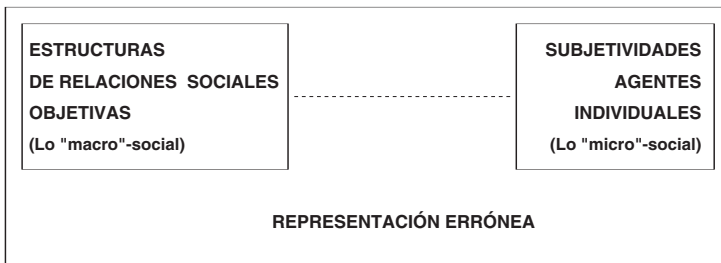 ESTRUCTURAS
DE RELACIONES SOCIALES
OBJETIVAS
(Lo "macro"-social)
SUBJETIVIDADES
AGENTES
INDIVIDUALES
(Lo "micro"-social)
REPRESENTACIÓN ERRÓNEA